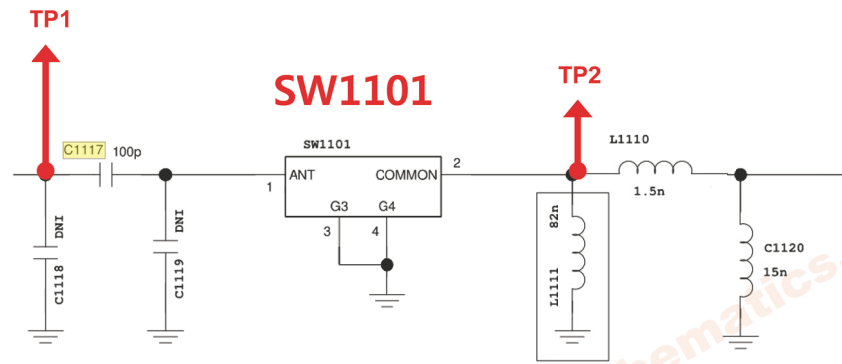 TP1
SW1101
TP2
C1117 100p
SW1101
L1110
1 ANT COMMON 2
1.5n
G3 G4
3 4
DNI
C1118
DNI
C1119
82n
L1111
C1120
15n
hematics.